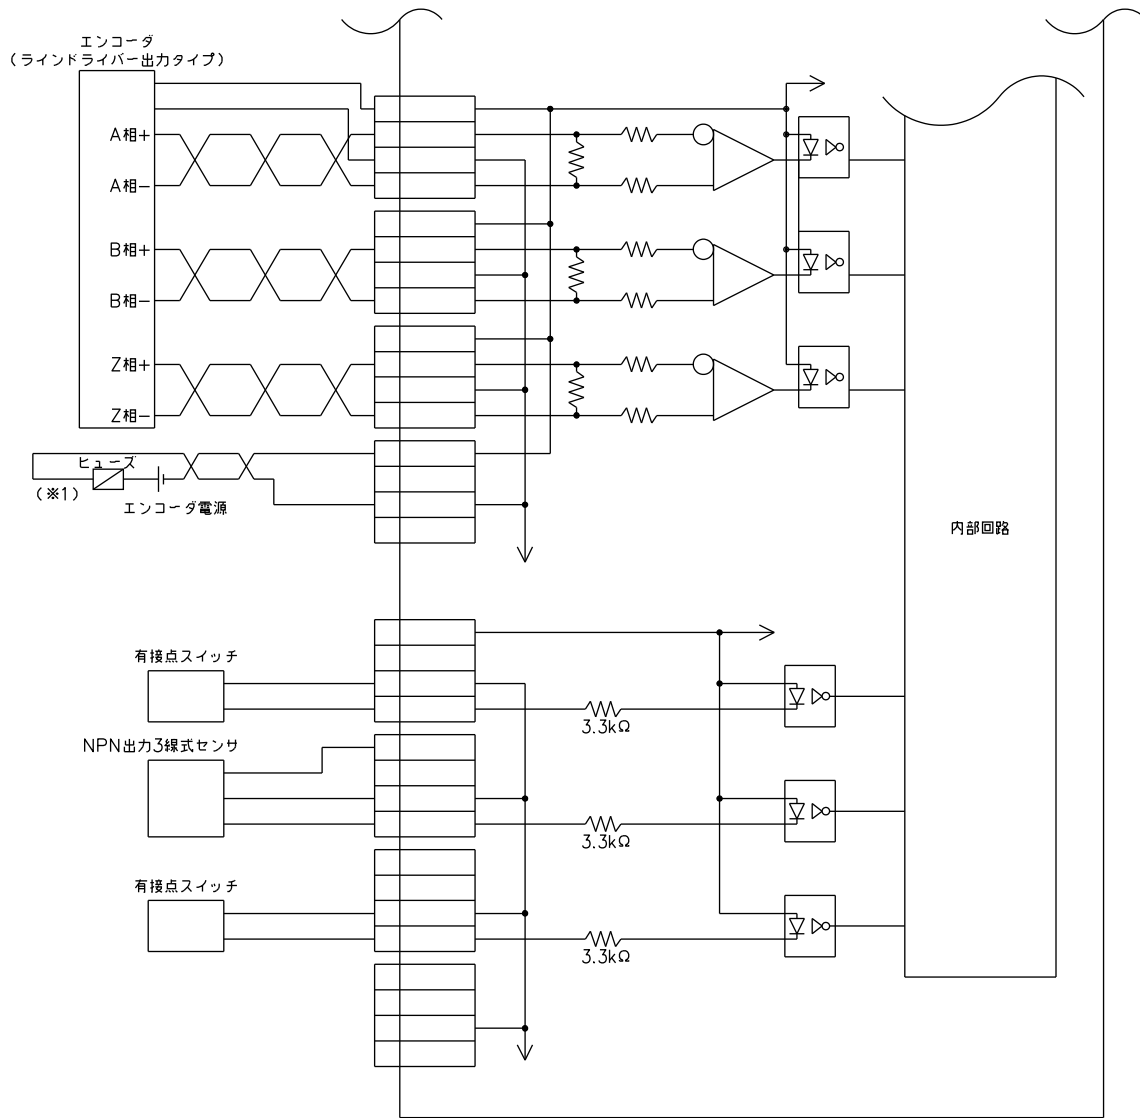 エンコーダ
(ラインドライバー出力タイプ)
A相+
A相−
B相+
B相−
Z相+
Z相−
ヒューズ
(※1)
エンコーダ電源
内部回路
有接点スイッチ
3.3kΩ
NPN出力3線式センサ
3.3kΩ
有接点スイッチ
3.3kΩ